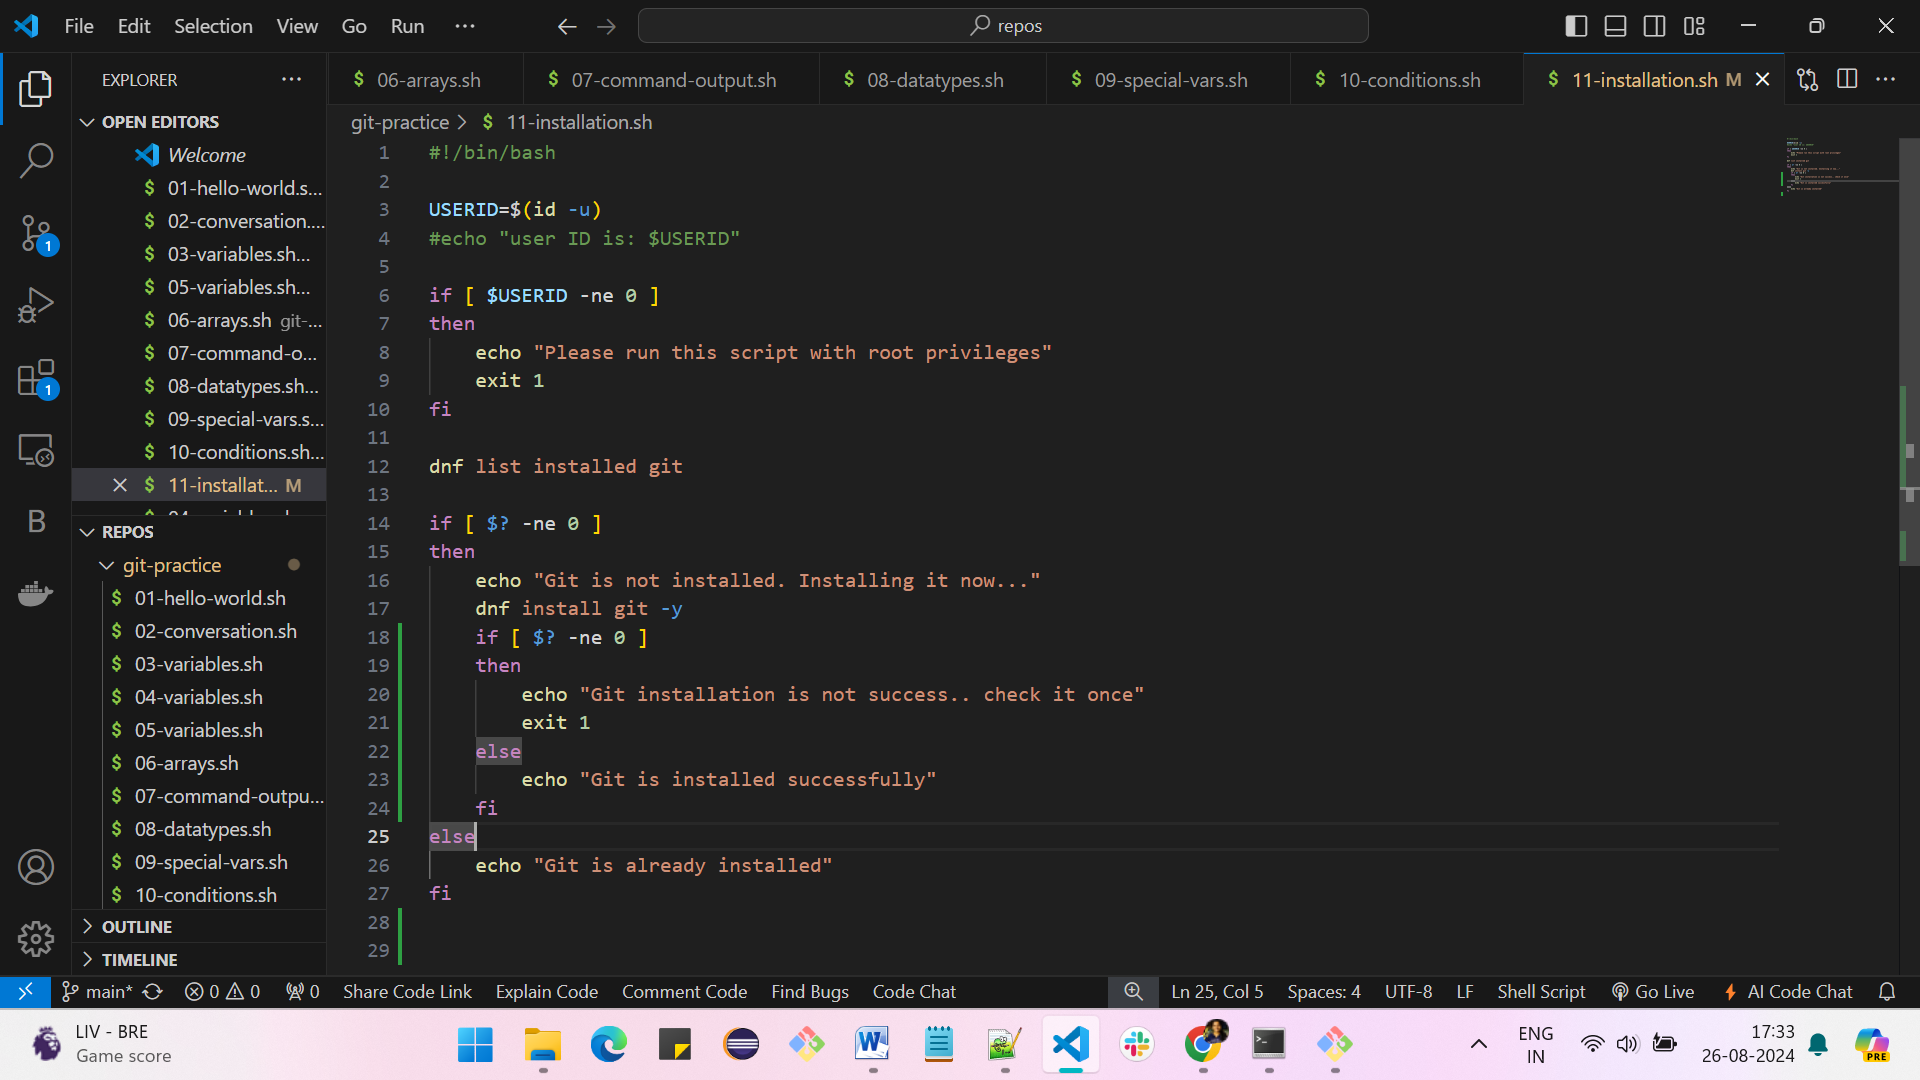 File Edit Selection View Go Run ···
repos
EXPLORER
OPEN EDITORS
Welcome
01-hello-world.s...
02-conversation....
03-variables.sh...
05-variables.sh...
06-arrays.sh git-...
07-command-o...
08-datatypes.sh...
09-special-vars.s...
10-conditions.sh...
11-installat... M
REPOS
git-practice
01-hello-world.sh
02-conversation.sh
03-variables.sh
04-variables.sh
05-variables.sh
06-arrays.sh
07-command-outpu...
08-datatypes.sh
09-special-vars.sh
10-conditions.sh
OUTLINE
TIMELINE
1
1
B
06-arrays.sh 07-command-output.sh 08-datatypes.sh 09-special-vars.sh 10-conditions.sh 11-installation.sh M
git-practice > $ 11-installation.sh
1 #!/bin/bash
2
3 USERID=$(id -u)
4 #echo "user ID is: $USERID"
5
6 if [ $USERID -ne 0 ]
7 then
8 echo "Please run this script with root privileges"
9 exit 1
10 fi
11
12 dnf list installed git
13
14 if [ $? -ne 0 ]
15 then
16 echo "Git is not installed. Installing it now..."
17 dnf install git -y
18 if [ $? -ne 0 ]
19 then
20 echo "Git installation is not success.. check it once"
21 exit 1
22 else
23 echo "Git is installed successfully"
24 fi
25 else
26 echo "Git is already installed"
27 fi
28
29
main* 0 0 0 Share Code Link Explain Code Comment Code Find Bugs Code Chat Ln 25, Col 5 Spaces: 4 UTF-8 LF Shell Script Go Live AI Code Chat
LIV - BRE
Game score
ENG
IN
17:33
26-08-2024
PRE